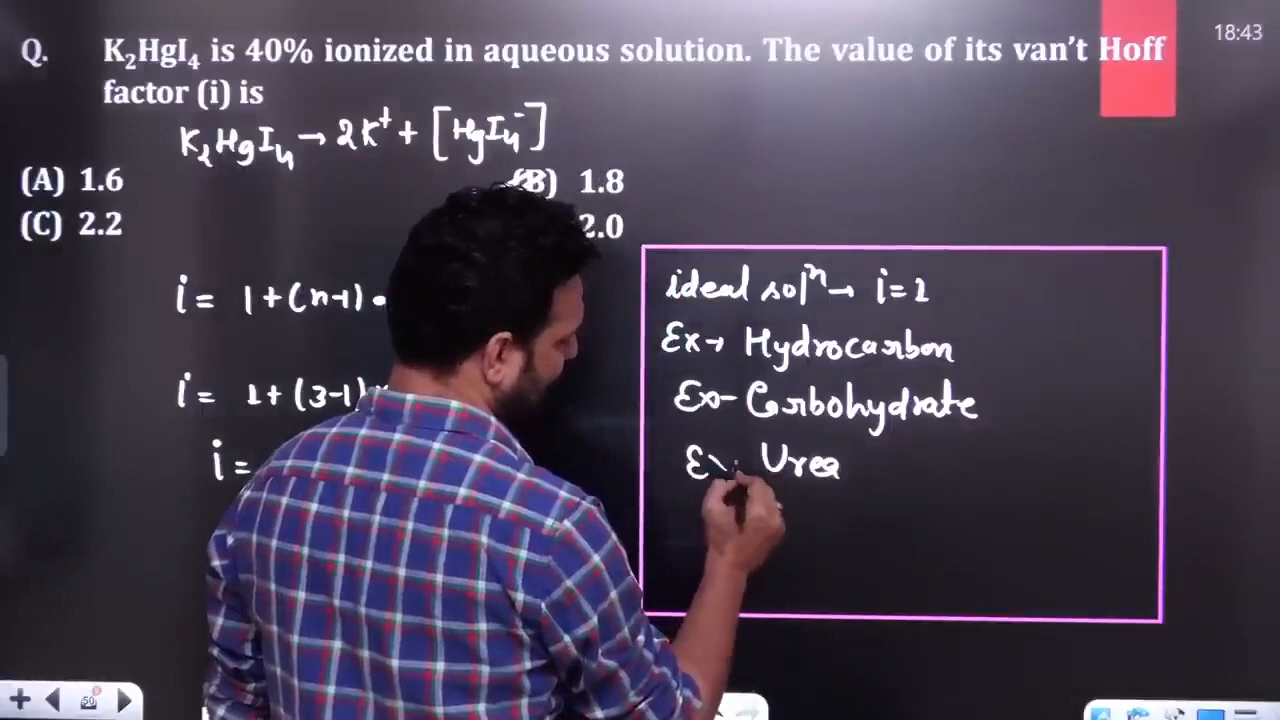 18:43
Q. K₂HgI₄ is 40% ionized in aqueous solution. The value of its van’t Hoff
factor (i) is
K₂HgI₄ → 2K⁺ + [HgI₄⁻]
(A) 1.6 (B) 1.8
(C) 2.2 2.0
i = 1+(n-1)
i = 1+(3-1)
i =
ideal solⁿ → i=1
Ex→ Hydrocarbon
Ex- Carbohydrate
Ex Urea
50